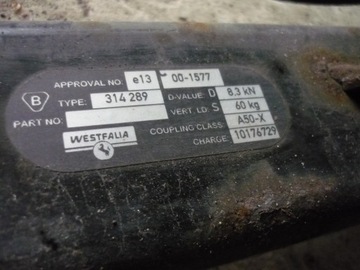 APPROVAL NO.: e13 00-1577
B TYPE: 314 289 D-VALUE: D 8.3 kN
PART NO.: VERT. LD: S 60 kg
COUPLING CLASS: A50-X
WESTFALIA CHARGE: 10176729